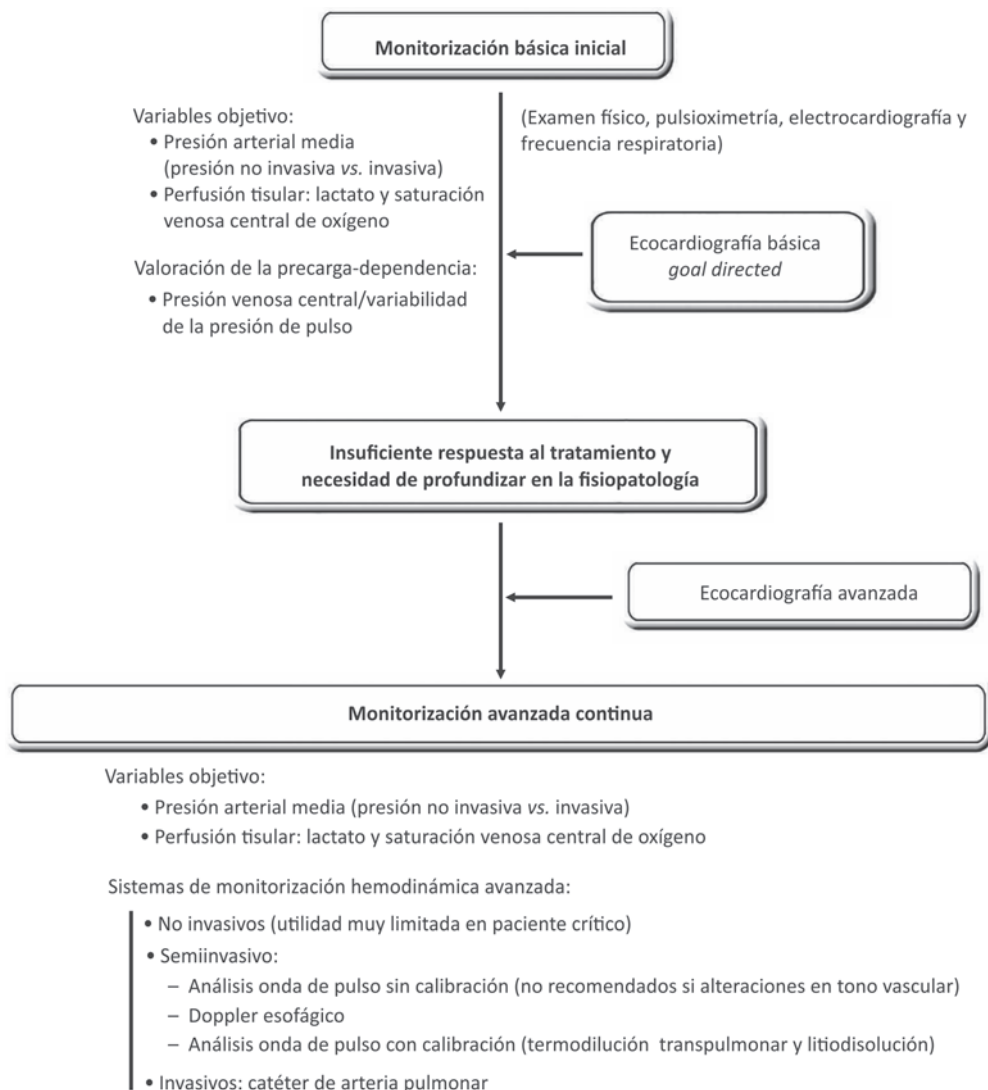 Monitorización básica inicial
Variables objetivo:
• Presión arterial media
(presión no invasiva vs. invasiva)
• Perfusión tisular: lactato y saturación
venosa central de oxígeno
Valoración de la precarga-dependencia:
• Presión venosa central/variabilidad
de la presión de pulso
(Examen físico, pulsioximetría, electrocardiografía y
frecuencia respiratoria)
Ecocardiografía básica
goal directed
Insuficiente respuesta al tratamiento y
necesidad de profundizar en la fisiopatología
Ecocardiografía avanzada
Monitorización avanzada continua
Variables objetivo:
• Presión arterial media (presión no invasiva vs. invasiva)
• Perfusión tisular: lactato y saturación venosa central de oxígeno
Sistemas de monitorización hemodinámica avanzada:
• No invasivos (utilidad muy limitada en paciente crítico)
• Semiinvasivo:
– Análisis onda de pulso sin calibración (no recomendados si alteraciones en tono vascular)
– Doppler esofágico
– Análisis onda de pulso con calibración (termodilución transpulmonar y litiodisolución)
• Invasivos: catéter de arteria pulmonar